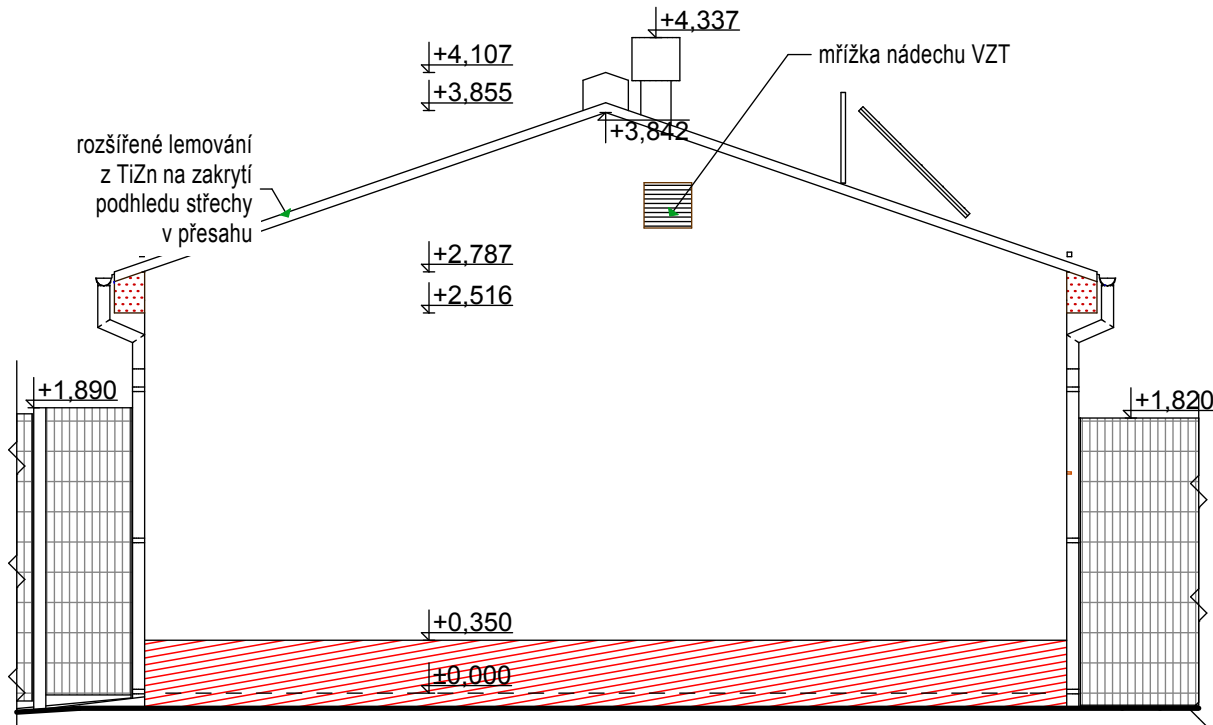 +4,337
+4,107
mřížka nádechu VZT
+3,855
+3,842
rozšířené lemování
z TiZn na zakrytí
podhledu střechy
v přesahu
+2,787
+2,516
+1,890
+1,820
+0,350
±0,000